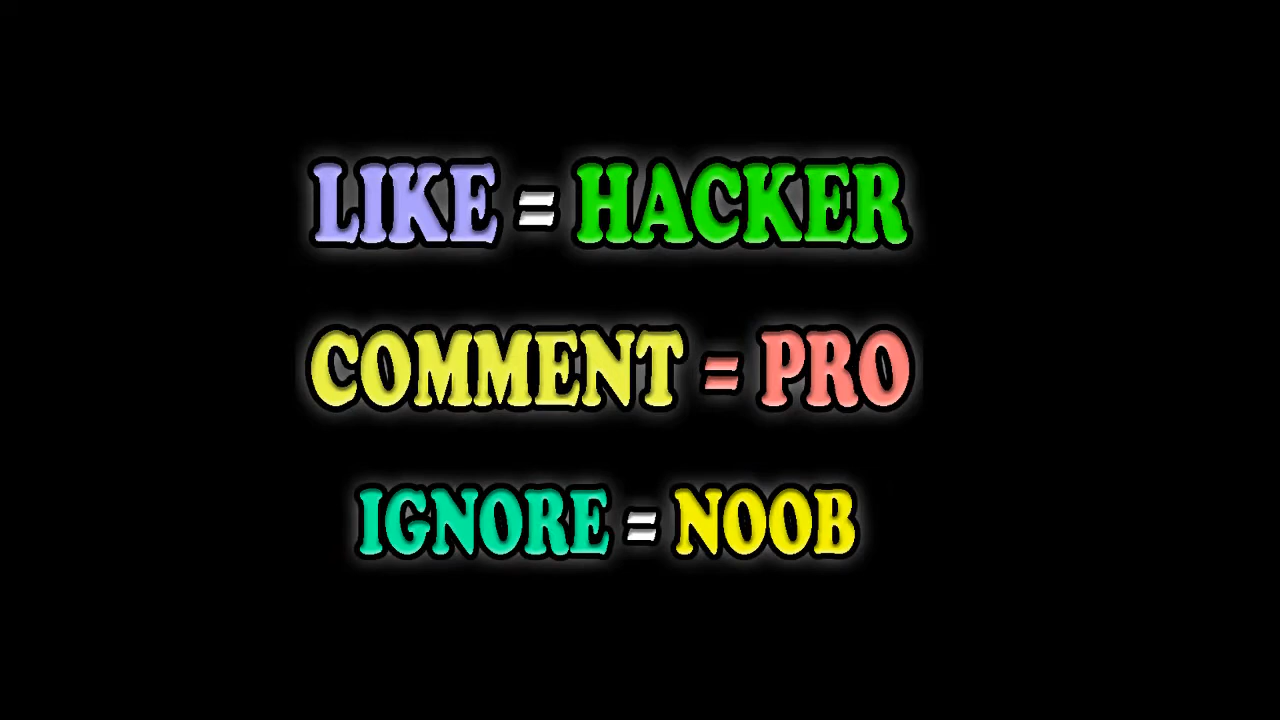 LIKE = HACKER
COMMENT = PRO
IGNORE = NOOB